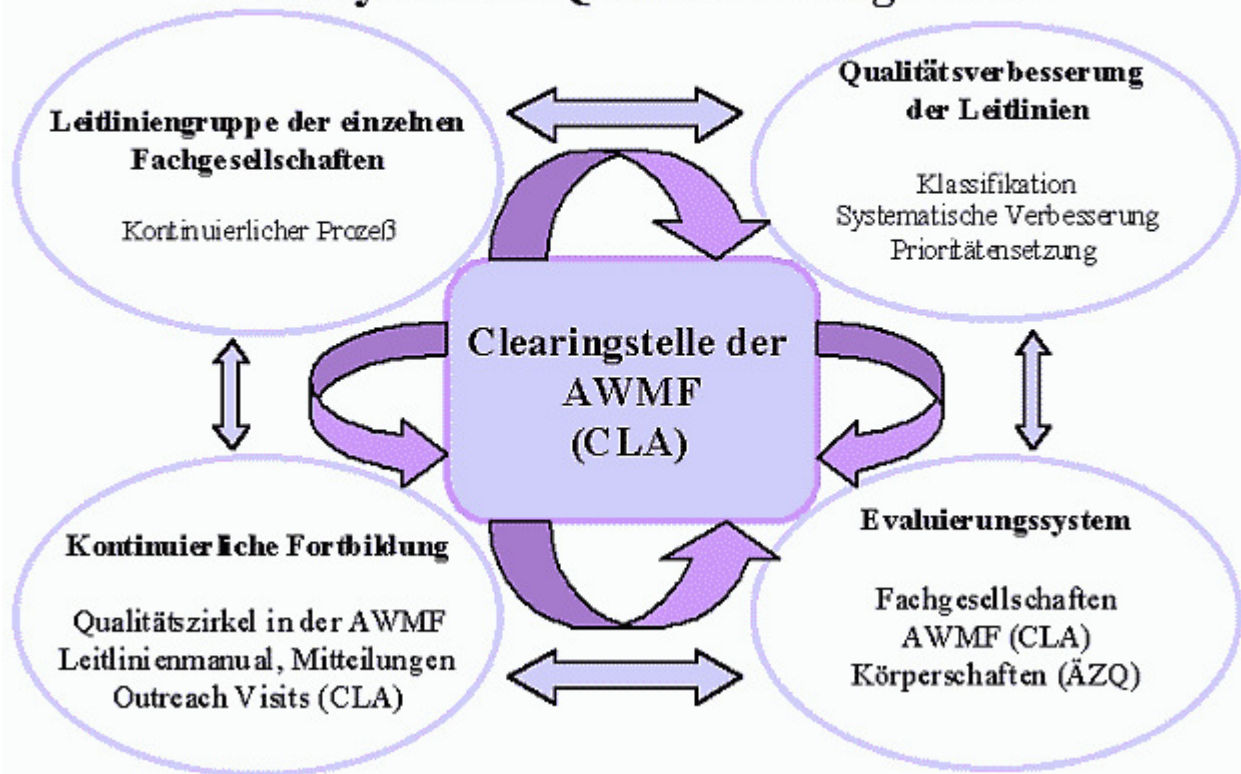 Leitliniengruppe der einzelnen
Fachgesellschaften
Kontinuierlicher Prozeß
Qualitätsverbesserung
der Leitlinien
Klassifikation
Systematische Verbesserung
Prioritätensetzung
Clearingstelle der
AWMF
(CLA)
Kontinuierliche Fortbildung
Qualitätszirkel in der AWMF
Leitlinienmanual, Mitteilungen
Outreach Visits (CLA)
Evaluierungssystem
Fachgesellschaften
AWMF (CLA)
Körperschaften (ÄZQ)